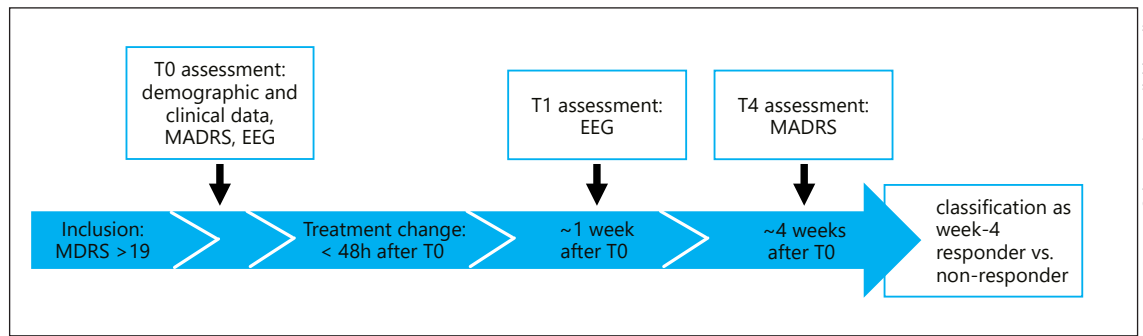 T0 assessment:
demographic and
clinical data,
MADRS, EEG
T1 assessment:
EEG
T4 assessment:
MADRS
Inclusion:
MDRS >19
Treatment change:
< 48h after T0
~1 week
after T0
~4 weeks
after T0
classification as
week-4
responder vs.
non-responder